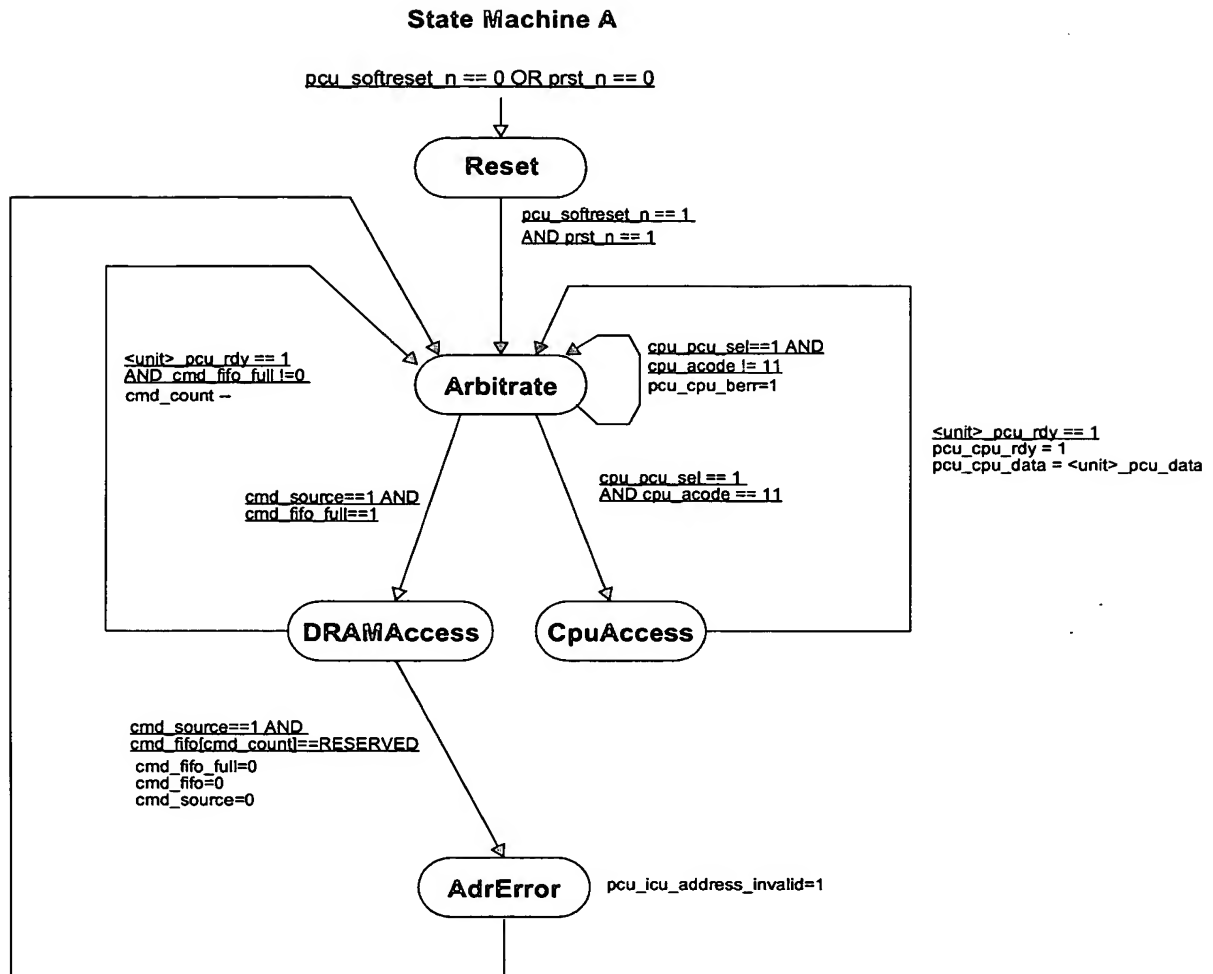 State Machine A
pcu_softreset_n == 0 OR prst_n == 0
Reset
pcu_softreset_n == 1
AND prst_n == 1
<unit>_pcu_rdy == 1
AND cmd_fifo_full !=0
cmd_count --
Arbitrate
cpu_pcu_sel==1 AND
cpu_acode != 11
pcu_cpu_berr=1
<unit>_pcu_rdy == 1
pcu_cpu_rdy = 1
pcu_cpu_data = <unit>_pcu_data
cmd_source==1 AND
cmd_fifo_full==1
cpu_pcu_sel == 1
AND cpu_acode == 11
DRAMAccess
CpuAccess
cmd_source==1 AND
cmd_fifo[cmd_count]==RESERVED
cmd_fifo_full=0
cmd_fifo=0
cmd_source=0
AdrError
pcu_icu_address_invalid=1